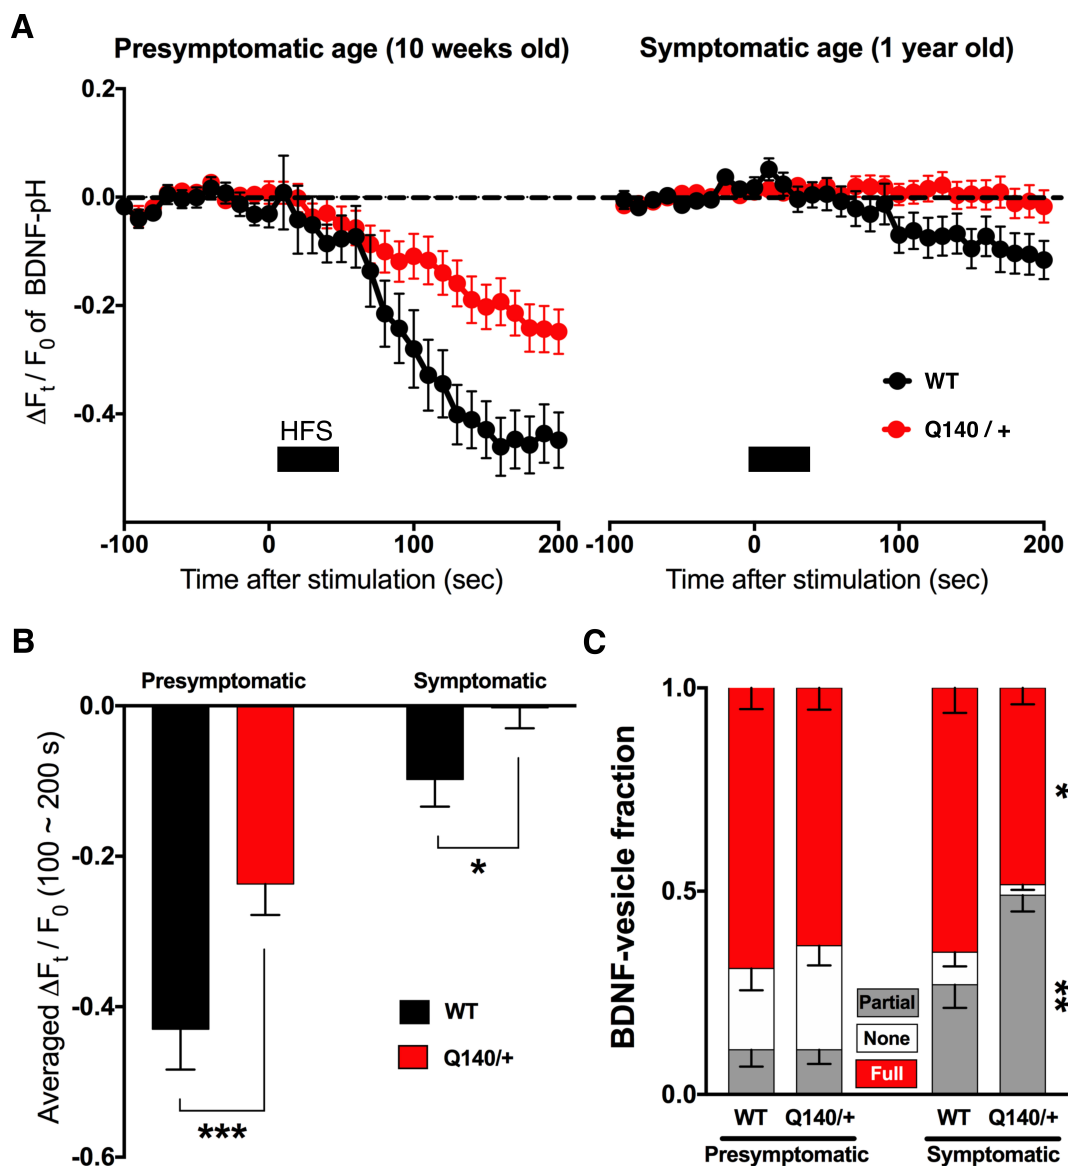 A
Presymptomatic age (10 weeks old)
Symptomatic age (1 year old)
ΔFt / F0 of BDNF-pH
0.2
0.0
-0.2
-0.4
HFS
WT
Q140 / +
-100
0
100
200
-100
0
100
200
Time after stimulation (sec)
Time after stimulation (sec)
B
Presymptomatic
Symptomatic
Averaged ΔFt / F0 (100 ~ 200 s)
0.0
-0.2
-0.4
-0.6
***
*
WT
Q140/+
C
BDNF-vesicle fraction
1.0
0.5
0.0
*
**
Partial
None
Full
WT
Q140/+
WT
Q140/+
Presymptomatic
Symptomatic